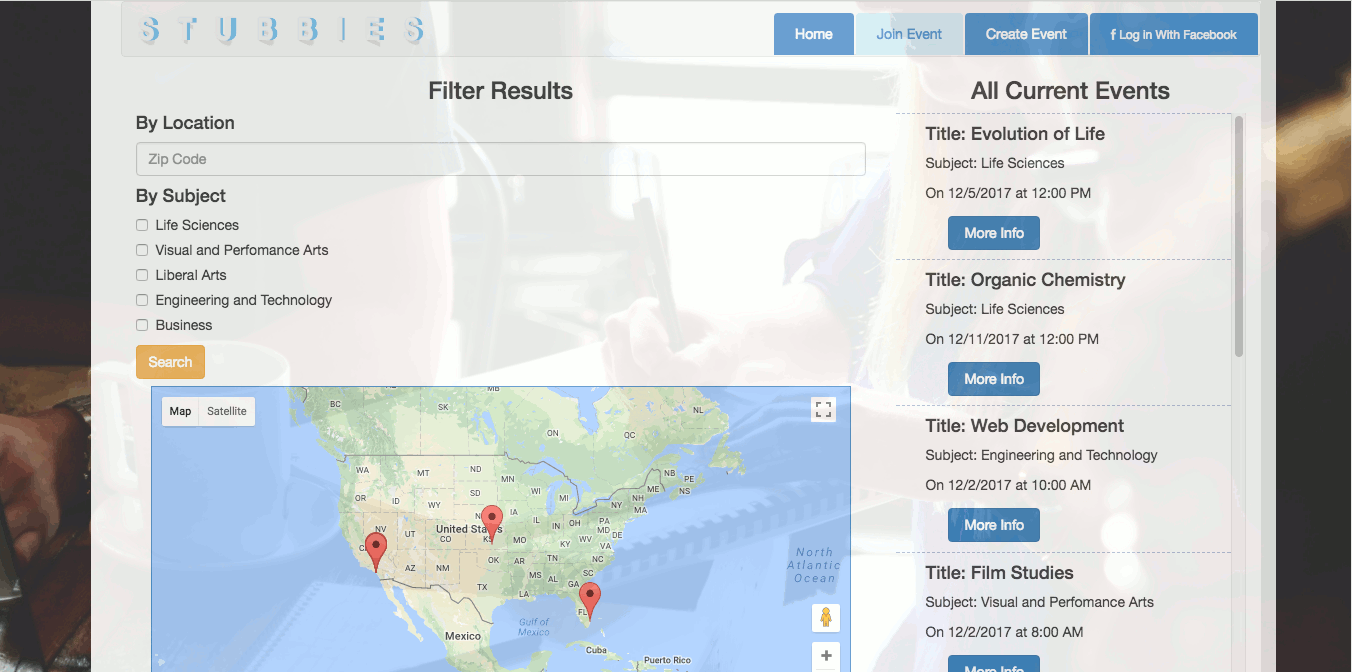 STUBBIES
Home
Join Event
Create Event
f Log in With Facebook
Filter Results
By Location
Zip Code
By Subject
Life Sciences
Visual and Perfomance Arts
Liberal Arts
Engineering and Technology
Business
Search
Map
Satellite
BC
SK
MB
NL
ON
QC
WA
MT
ND
MN
NB
PE
NS
OR
ID
WY
SD
WI
MI
ME
NH
NY
MA
NV
UT
United States
CO
KS
IA
IL
IN
OH
PA
MD
DE
MO
KY
WV
VA
AZ
NM
OK
AR
TN
NC
SC
TX
MS
AL
GA
LA
FL
North
Atlantic
Ocean
Gulf of
Mexico
Mexico
Cuba
Puerto Rico
+
All Current Events
Title: Evolution of Life
Subject: Life Sciences
On 12/5/2017 at 12:00 PM
More Info
Title: Organic Chemistry
Subject: Life Sciences
On 12/11/2017 at 12:00 PM
More Info
Title: Web Development
Subject: Engineering and Technology
On 12/2/2017 at 10:00 AM
More Info
Title: Film Studies
Subject: Visual and Perfomance Arts
On 12/2/2017 at 8:00 AM
More Info